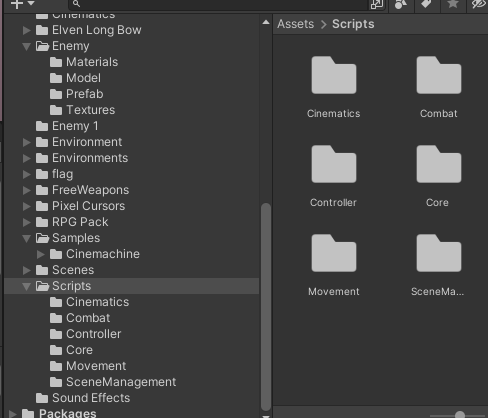 Cinematics
Elven Long Bow
Enemy
Materials
Model
Prefab
Textures
Enemy 1
Environment
Environments
flag
FreeWeapons
Pixel Cursors
RPG Pack
Samples
Cinemachine
Scenes
Scripts
Cinematics
Combat
Controller
Core
Movement
SceneManagement
Sound Effects
Packages
Assets > Scripts
Cinematics Combat
Controller Core
Movement SceneMa...